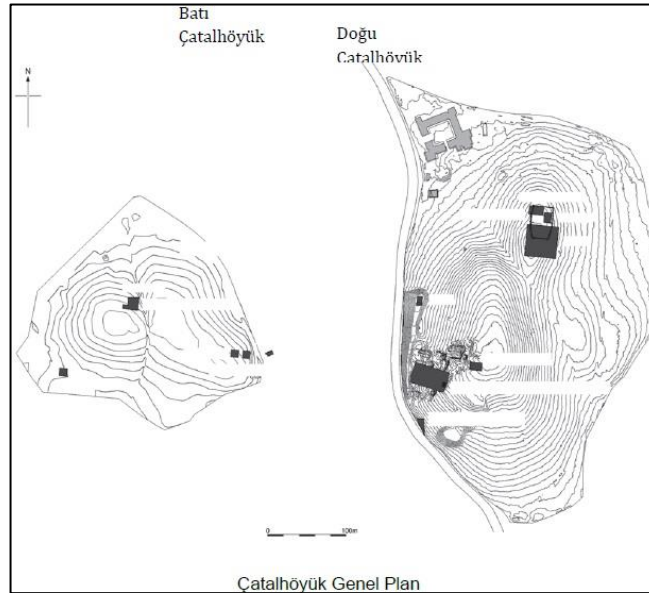 Batı
Çatalhöyük
Doğu
Çatalhöyük
N
0 100m
Çatalhöyük Genel Plan